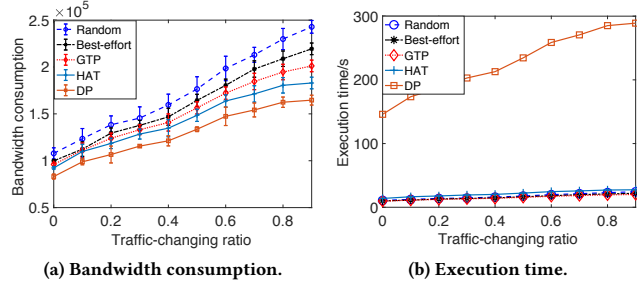 ×10^5
2.5
2
1.5
1
0.5
Bandwidth consumption
Random
Best-effort
GTP
HAT
DP
0 0.2 0.4 0.6 0.8
Traffic-changing ratio
(a) Bandwidth consumption.
300
200
100
0
Execution time/s
Random
Best-effort
GTP
HAT
DP
0 0.2 0.4 0.6 0.8
Traffic-changing ratio
(b) Execution time.